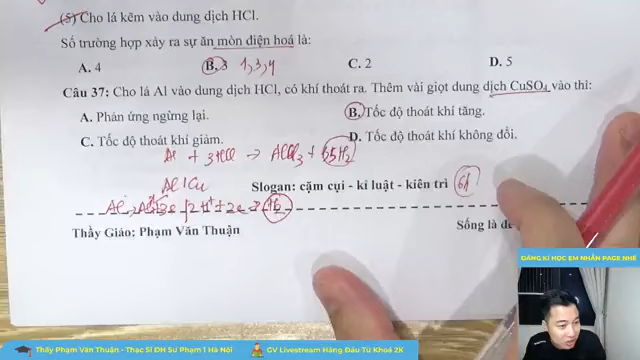 (5) Cho lá kẽm vào dung dịch HCl.
Số trường hợp xảy ra sự ăn mòn điện hoá là:
A. 4 B. 3 1,3,4 C. 2 D. 5
Câu 37: Cho lá Al vào dung dịch HCl, có khí thoát ra. Thêm vài giọt dung dịch CuSO₄ vào thì:
A. Phản ứng ngừng lại. B. Tốc độ thoát khí tăng.
C. Tốc độ thoát khí giảm. D. Tốc độ thoát khí không đổi.
Al + 3HCl → AlCl₃ +
Slogan: cặm cụi - kỉ luật - kiên trì
Thầy Giáo: Phạm Văn Thuận Sống là để
ĐĂNG KÍ HỌC EM NHẮN PAGE NHÉ
Thầy Phạm Văn Thuận - Thạc Sĩ ĐH Sư Phạm 1 Hà Nội GV Livestream Hàng Đầu Từ Khoá 2K